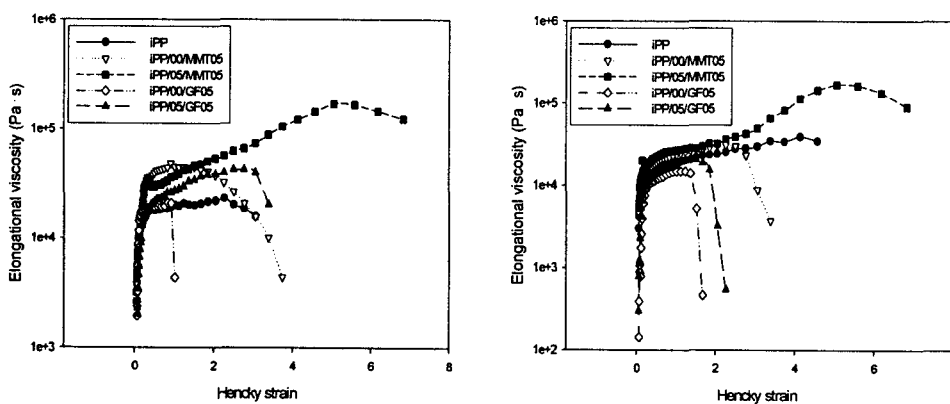 1e+6
iPP
iPP/00/MMT05
iPP/05/MMT05
iPP/00/GF05
iPP/05/GF05
1e+5
1e+4
1e+3
Elongational viscosity (Pa · s)
0 2 4 6 8
Hencky strain
1e+6
iPP
iPP/00/MMT05
iPP/05/MMT05
iPP/00/GF05
iPP/05/GF05
1e+5
1e+4
1e+3
1e+2
Elongational viscosity (Pa · s)
0 2 4 6
Hencky strain